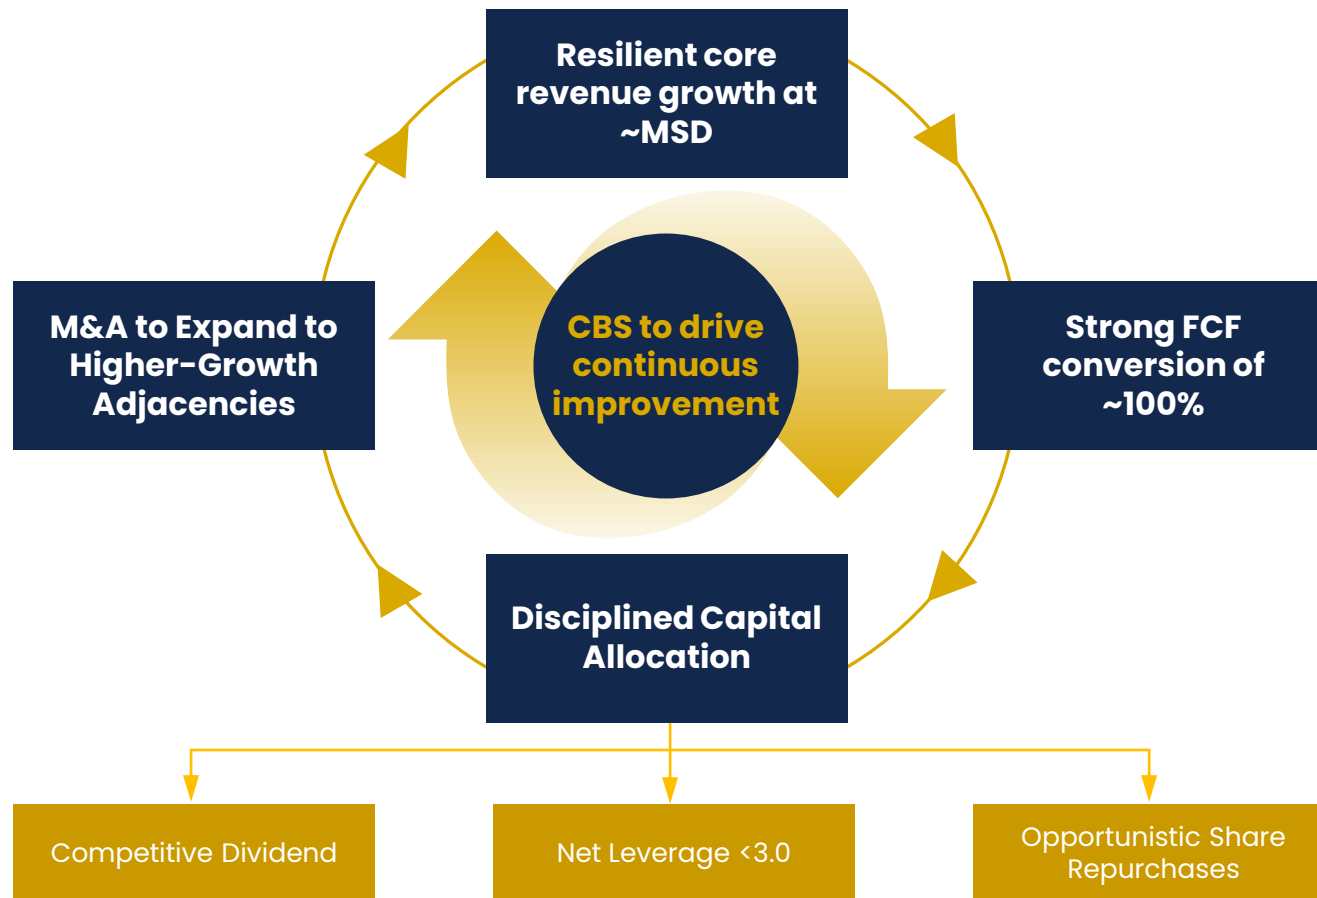 Resilient core
revenue growth at
~MSD
M&A to Expand to
Higher-Growth
Adjacencies
CBS to drive
continuous
improvement
Strong FCF
conversion of
~100%
Disciplined Capital
Allocation
Competitive Dividend
Net Leverage <3.0
Opportunistic Share
Repurchases